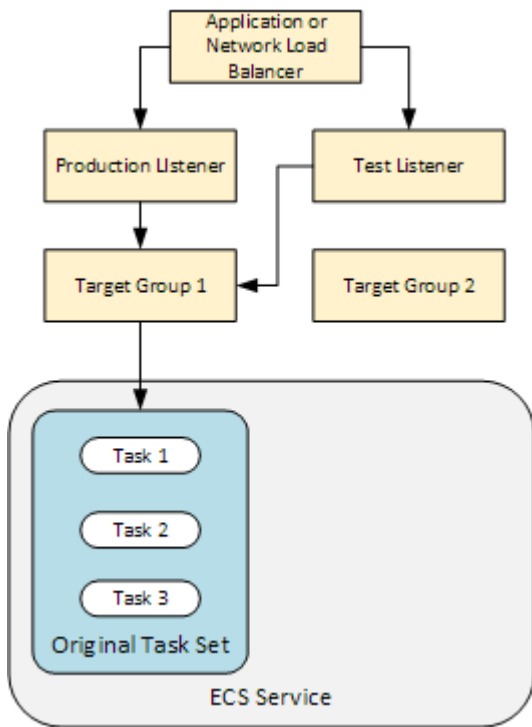 Application or
Network Load
Balancer
Production LIstener
Test Listener
Target Group 1
Target Group 2
Task 1
Task 2
Task 3
Original Task Set
ECS Service